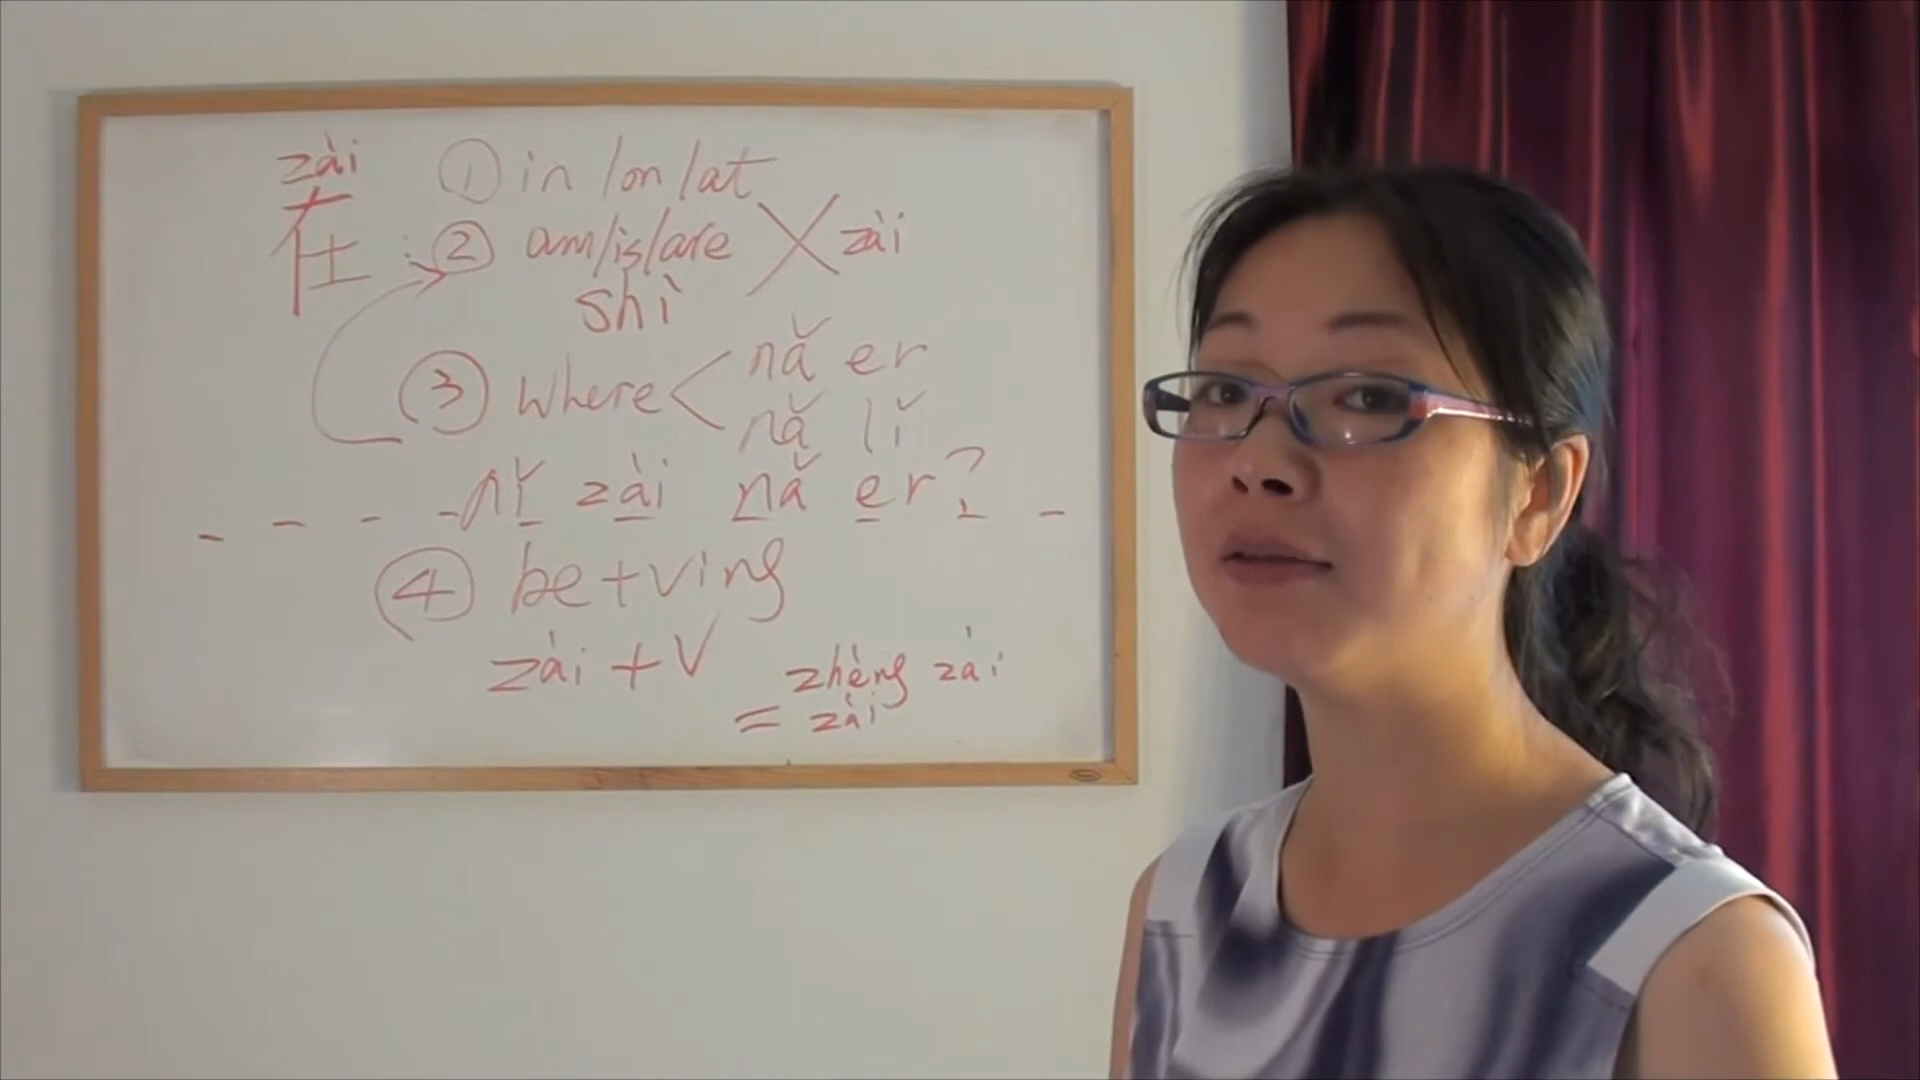 zài ① in/on/at
在 ② am/is/are X zài
shì
③ where < nǎ er
nǎ lǐ
nǐ zài nǎ er?
④ be + ving
zài + V
zhèng zài
= zài